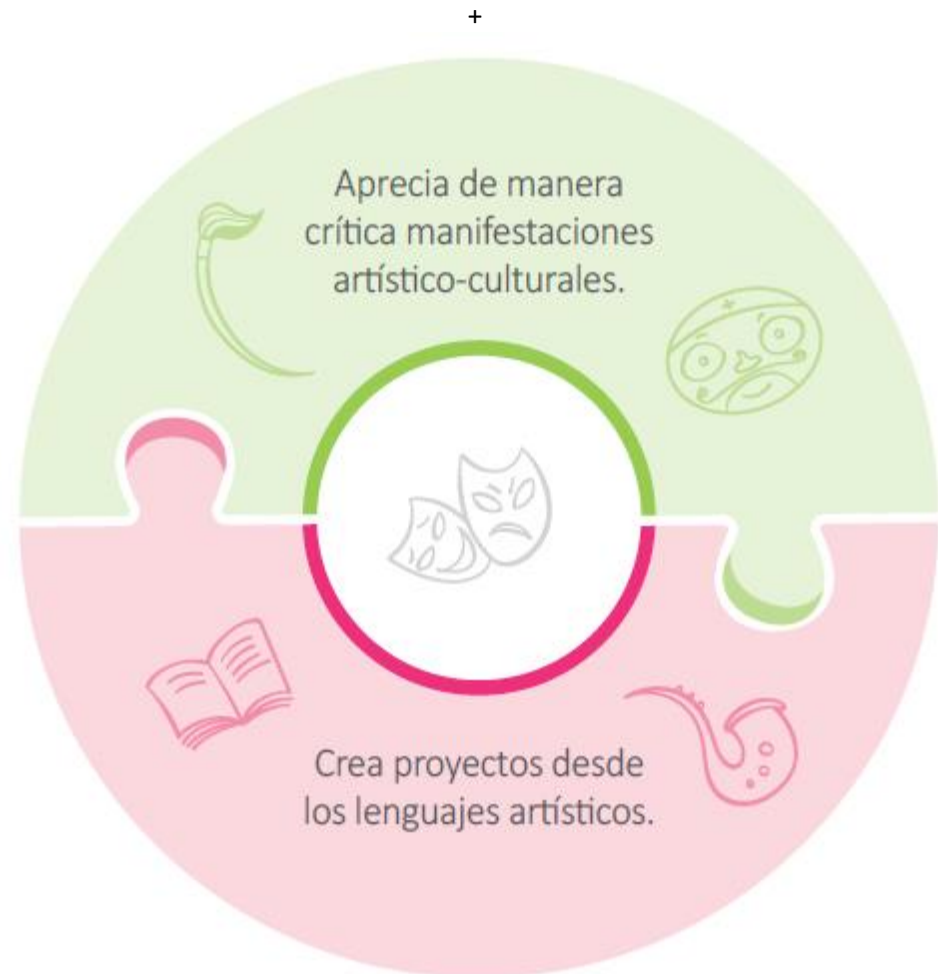 +
Aprecia de manera
crítica manifestaciones
artístico-culturales.
Crea proyectos desde
los lenguajes artísticos.